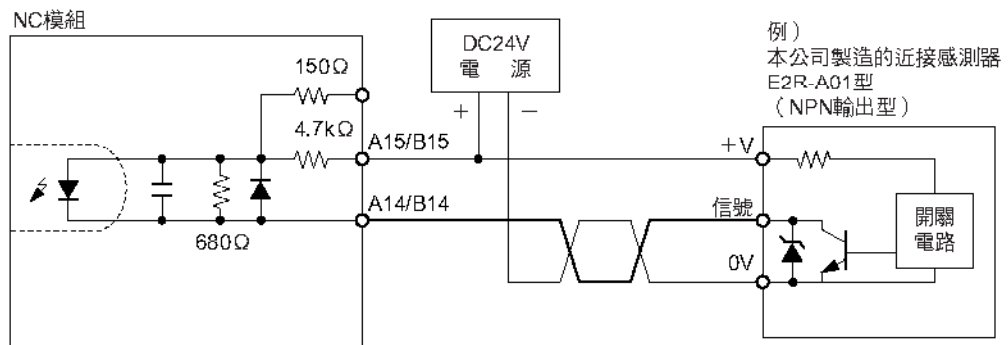 NC模組
DC24V
電 源
+
−
例）
本公司製造的近接感測器
E2R-A01型
（NPN輸出型）
150Ω
4.7kΩ
A15/B15
+V
A14/B14
信號
680Ω
0V
開關
電路